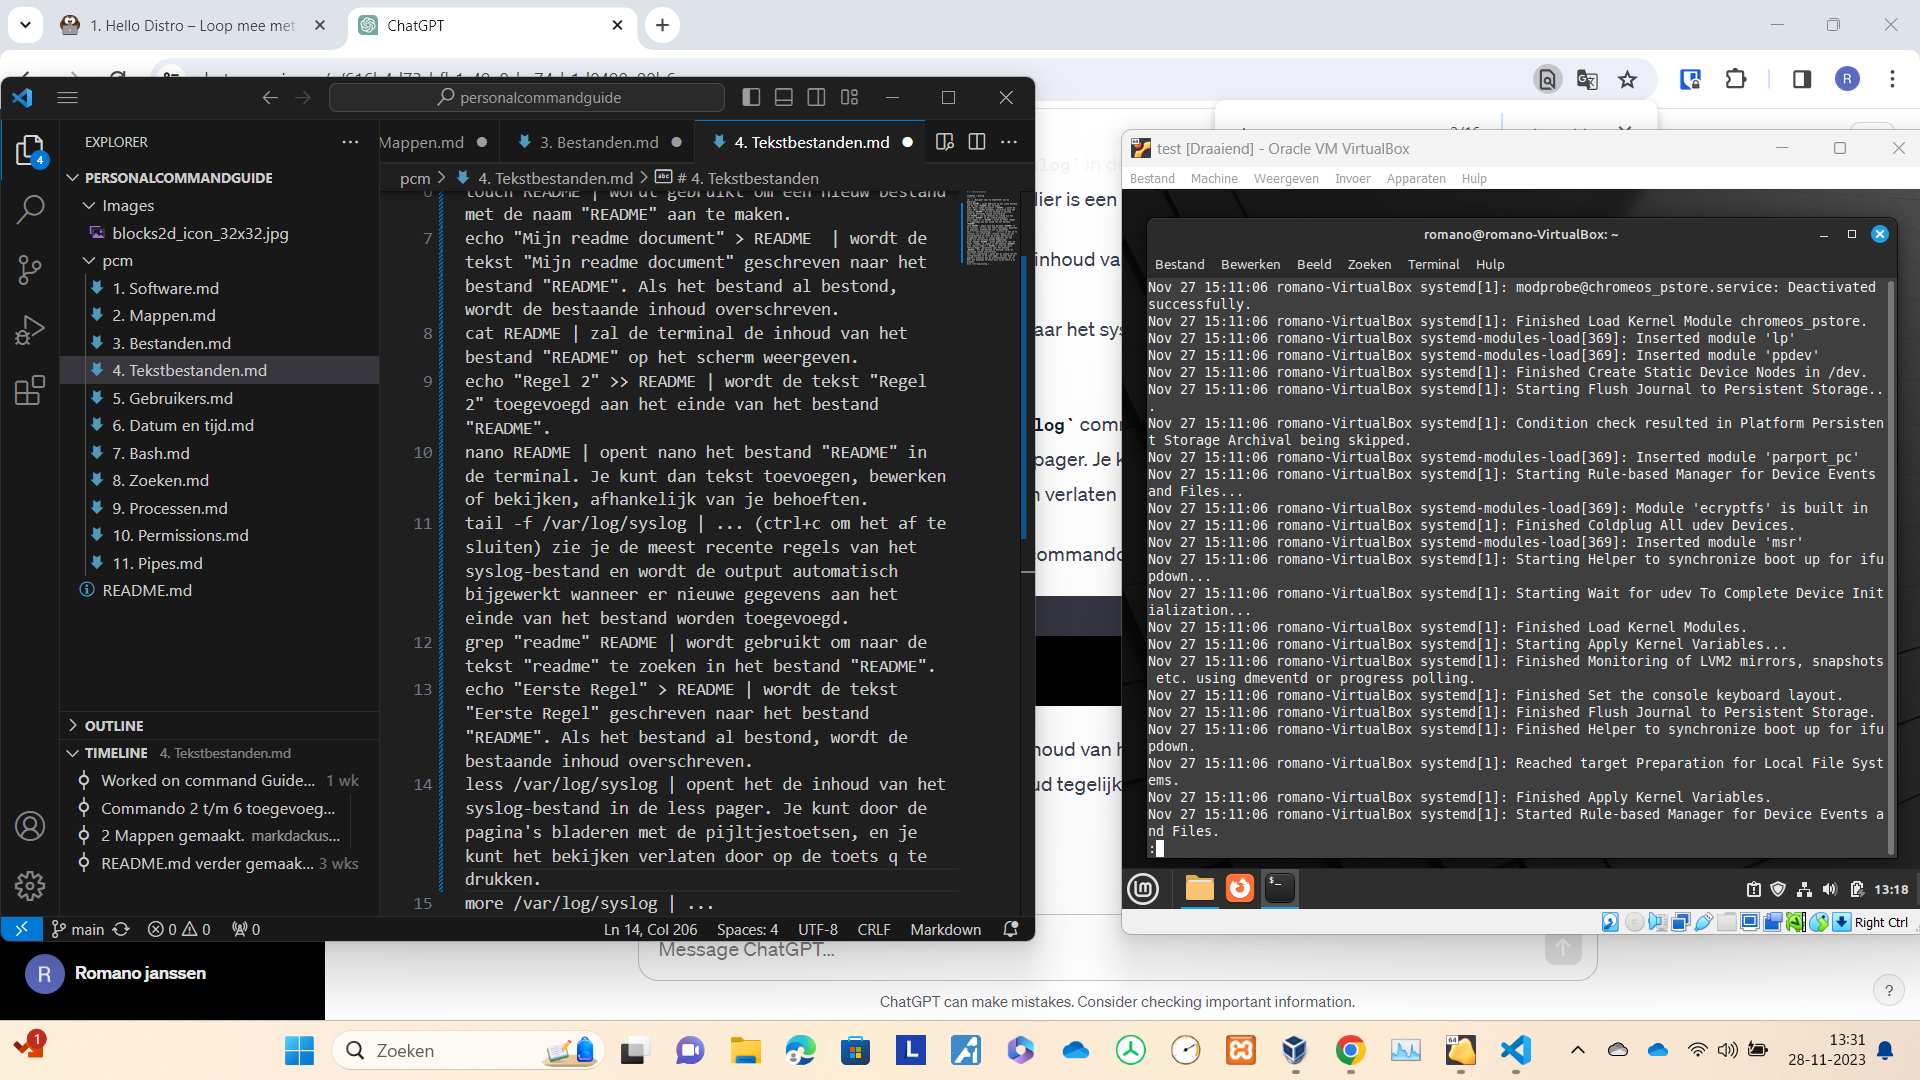 1. Hello Distro – Loop mee met
ChatGPT
personalcommandguide
EXPLORER
PERSONALCOMMANDGUIDE
Images
blocks2d_icon_32x32.jpg
pcm
1. Software.md
2. Mappen.md
3. Bestanden.md
4. Tekstbestanden.md
5. Gebruikers.md
6. Datum en tijd.md
7. Bash.md
8. Zoeken.md
9. Processen.md
10. Permissions.md
11. Pipes.md
README.md
OUTLINE
TIMELINE 4. Tekstbestanden.md
Worked on command Guide... 1 wk
Commando 2 t/m 6 toegevoeg...
2 Mappen gemaakt. markdackus...
README.md verder gemaak... 3 wks
4
Mappen.md
3. Bestanden.md
4. Tekstbestanden.md
pcm > 4. Tekstbestanden.md > # 4. Tekstbestanden
touch README | wordt gebruikt om een nieuw bestand
met de naam "README" aan te maken.
7 echo "Mijn readme document" > README  | wordt de
tekst "Mijn readme document" geschreven naar het
bestand "README". Als het bestand al bestond,
wordt de bestaande inhoud overschreven.
8 cat README | zal de terminal de inhoud van het
bestand "README" op het scherm weergeven.
9 echo "Regel 2" >> README | wordt de tekst "Regel
2" toegevoegd aan het einde van het bestand
"README".
10 nano README | opent nano het bestand "README" in
de terminal. Je kunt dan tekst toevoegen, bewerken
of bekijken, afhankelijk van je behoeften.
11 tail -f /var/log/syslog | ... (ctrl+c om het af te
sluiten) zie je de meest recente regels van het
syslog-bestand en wordt de output automatisch
bijgewerkt wanneer er nieuwe gegevens aan het
einde van het bestand worden toegevoegd.
12 grep "readme" README | wordt gebruikt om naar de
tekst "readme" te zoeken in het bestand "README".
13 echo "Eerste Regel" > README | wordt de tekst
"Eerste Regel" geschreven naar het bestand
"README". Als het bestand al bestond, wordt de
bestaande inhoud overschreven.
14 less /var/log/syslog | opent het de inhoud van het
syslog-bestand in de less pager. Je kunt door de
pagina's bladeren met de pijltjestoetsen, en je
kunt het bekijken verlaten door op de toets q te
drukken.
15 more /var/log/syslog | ...
main 0 0 0
Ln 14, Col 206 Spaces: 4 UTF-8 CRLF Markdown
R
lier is een
inhoud va
aar het sys
log` comm
pager. Je k
n verlaten
commando
houd van h
ud tegelijk
test [Draaiend] - Oracle VM VirtualBox
Bestand Machine Weergeven Invoer Apparaten Hulp
romano@romano-VirtualBox: ~
Bestand Bewerken Beeld Zoeken Terminal Hulp
Nov 27 15:11:06 romano-VirtualBox systemd[1]: modprobe@chromeos_pstore.service: Deactivated
successfully.
Nov 27 15:11:06 romano-VirtualBox systemd[1]: Finished Load Kernel Module chromeos_pstore.
Nov 27 15:11:06 romano-VirtualBox systemd-modules-load[369]: Inserted module 'lp'
Nov 27 15:11:06 romano-VirtualBox systemd-modules-load[369]: Inserted module 'ppdev'
Nov 27 15:11:06 romano-VirtualBox systemd[1]: Finished Create Static Device Nodes in /dev.
Nov 27 15:11:06 romano-VirtualBox systemd[1]: Starting Flush Journal to Persistent Storage..
.
Nov 27 15:11:06 romano-VirtualBox systemd[1]: Condition check resulted in Platform Persisten
t Storage Archival being skipped.
Nov 27 15:11:06 romano-VirtualBox systemd-modules-load[369]: Inserted module 'parport_pc'
Nov 27 15:11:06 romano-VirtualBox systemd[1]: Starting Rule-based Manager for Device Events
and Files...
Nov 27 15:11:06 romano-VirtualBox systemd-modules-load[369]: Module 'ecryptfs' is built in
Nov 27 15:11:06 romano-VirtualBox systemd[1]: Finished Coldplug All udev Devices.
Nov 27 15:11:06 romano-VirtualBox systemd-modules-load[369]: Inserted module 'msr'
Nov 27 15:11:06 romano-VirtualBox systemd[1]: Starting Helper to synchronize boot up for ifu
pdown...
Nov 27 15:11:06 romano-VirtualBox systemd[1]: Starting Wait for udev To Complete Device Init
ialization...
Nov 27 15:11:06 romano-VirtualBox systemd[1]: Finished Load Kernel Modules.
Nov 27 15:11:06 romano-VirtualBox systemd[1]: Starting Apply Kernel Variables...
Nov 27 15:11:06 romano-VirtualBox systemd[1]: Finished Monitoring of LVM2 mirrors, snapshots
etc. using dmeventd or progress polling.
Nov 27 15:11:06 romano-VirtualBox systemd[1]: Finished Set the console keyboard layout.
Nov 27 15:11:06 romano-VirtualBox systemd[1]: Finished Flush Journal to Persistent Storage.
Nov 27 15:11:06 romano-VirtualBox systemd[1]: Finished Helper to synchronize boot up for ifu
pdown.
Nov 27 15:11:06 romano-VirtualBox systemd[1]: Reached target Preparation for Local File Syst
ems.
Nov 27 15:11:06 romano-VirtualBox systemd[1]: Finished Apply Kernel Variables.
Nov 27 15:11:06 romano-VirtualBox systemd[1]: Started Rule-based Manager for Device Events a
nd Files.
:
13:18
Right Ctrl
R Romano janssen
Message ChatGPT...
ChatGPT can make mistakes. Consider checking important information.
?
1
Zoeken
L
64
13:31
28-11-2023